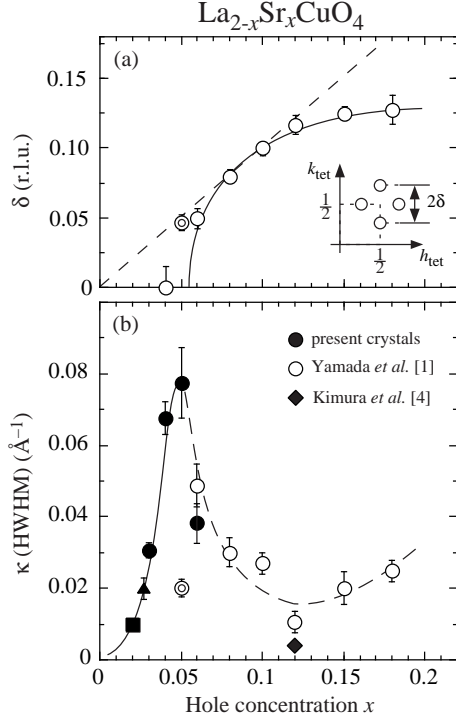 La2-xSrxCuO4
(a)
0.15
0.10
0.05
0
δ (r.l.u.)
ktet
1/2
2δ
1/2
htet
(b)
present crystals
Yamada et al. [1]
Kimura et al. [4]
0.08
0.06
0.04
0.02
0
κ (HWHM) (Å–1)
0 0.05 0.1 0.15 0.2
Hole concentration x